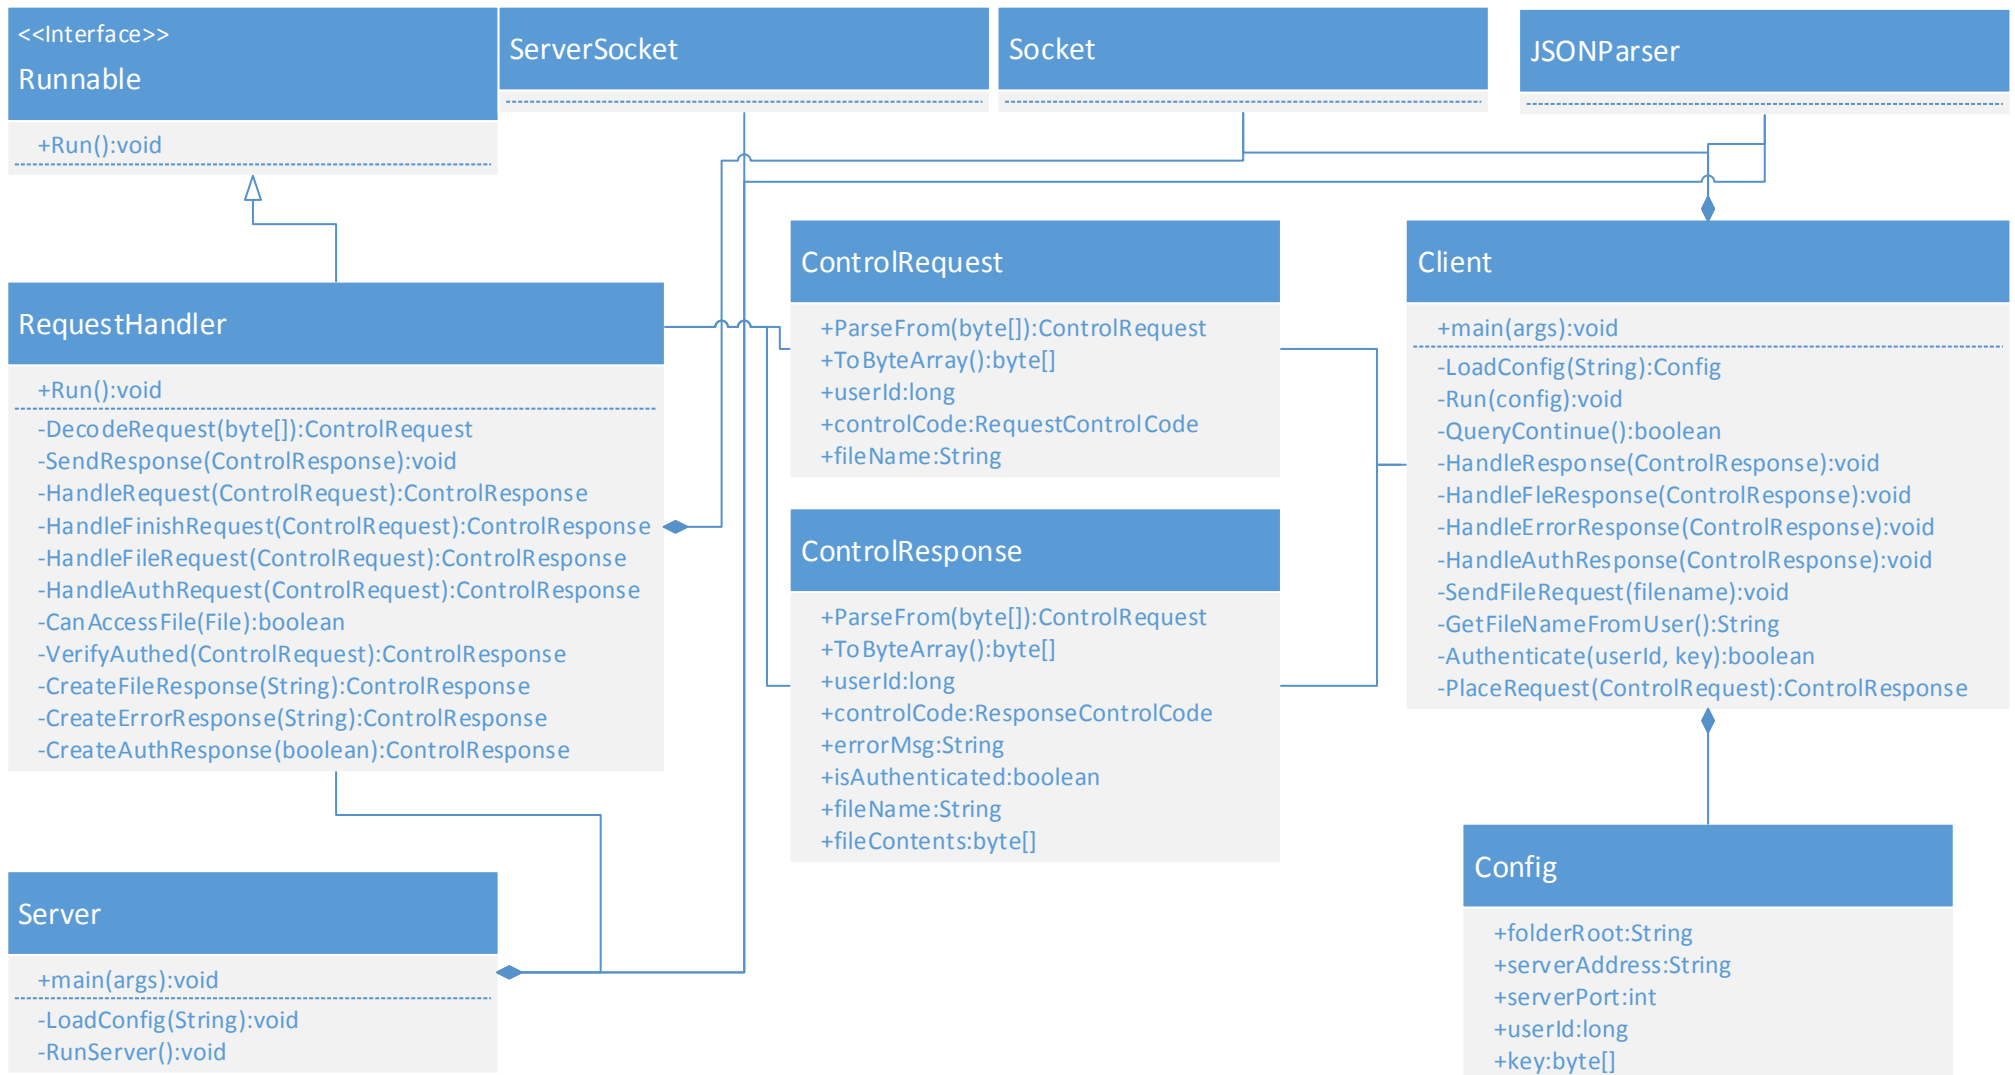 <<Interface>>
Runnable
+Run():void
ServerSocket
Socket
JSONParser
RequestHandler
+Run():void
-DecodeRequest(byte[]):ControlRequest
-SendResponse(ControlResponse):void
-HandleRequest(ControlRequest):ControlResponse
-HandleFinishRequest(ControlRequest):ControlResponse
-HandleFileRequest(ControlRequest):ControlResponse
-HandleAuthRequest(ControlRequest):ControlResponse
-CanAccessFile(File):boolean
-VerifyAuthed(ControlRequest):ControlResponse
-CreateFileResponse(String):ControlResponse
-CreateErrorResponse(String):ControlResponse
-CreateAuthResponse(boolean):ControlResponse
ControlRequest
+ParseFrom(byte[]):ControlRequest
+ToByteArray():byte[]
+userId:long
+controlCode:RequestControlCode
+fileName:String
ControlResponse
+ParseFrom(byte[]):ControlRequest
+ToByteArray():byte[]
+userId:long
+controlCode:ResponseControlCode
+errorMsg:String
+isAuthenticated:boolean
+fileName:String
+fileContents:byte[]
Client
+main(args):void
-LoadConfig(String):Config
-Run(config):void
-QueryContinue():boolean
-HandleResponse(ControlResponse):void
-HandleFleResponse(ControlResponse):void
-HandleErrorResponse(ControlResponse):void
-HandleAuthResponse(ControlResponse):void
-SendFileRequest(filename):void
-GetFileNameFromUser():String
-Authenticate(userId, key):boolean
-PlaceRequest(ControlRequest):ControlResponse
Server
+main(args):void
-LoadConfig(String):void
-RunServer():void
Config
+folderRoot:String
+serverAddress:String
+serverPort:int
+userId:long
+key:byte[]